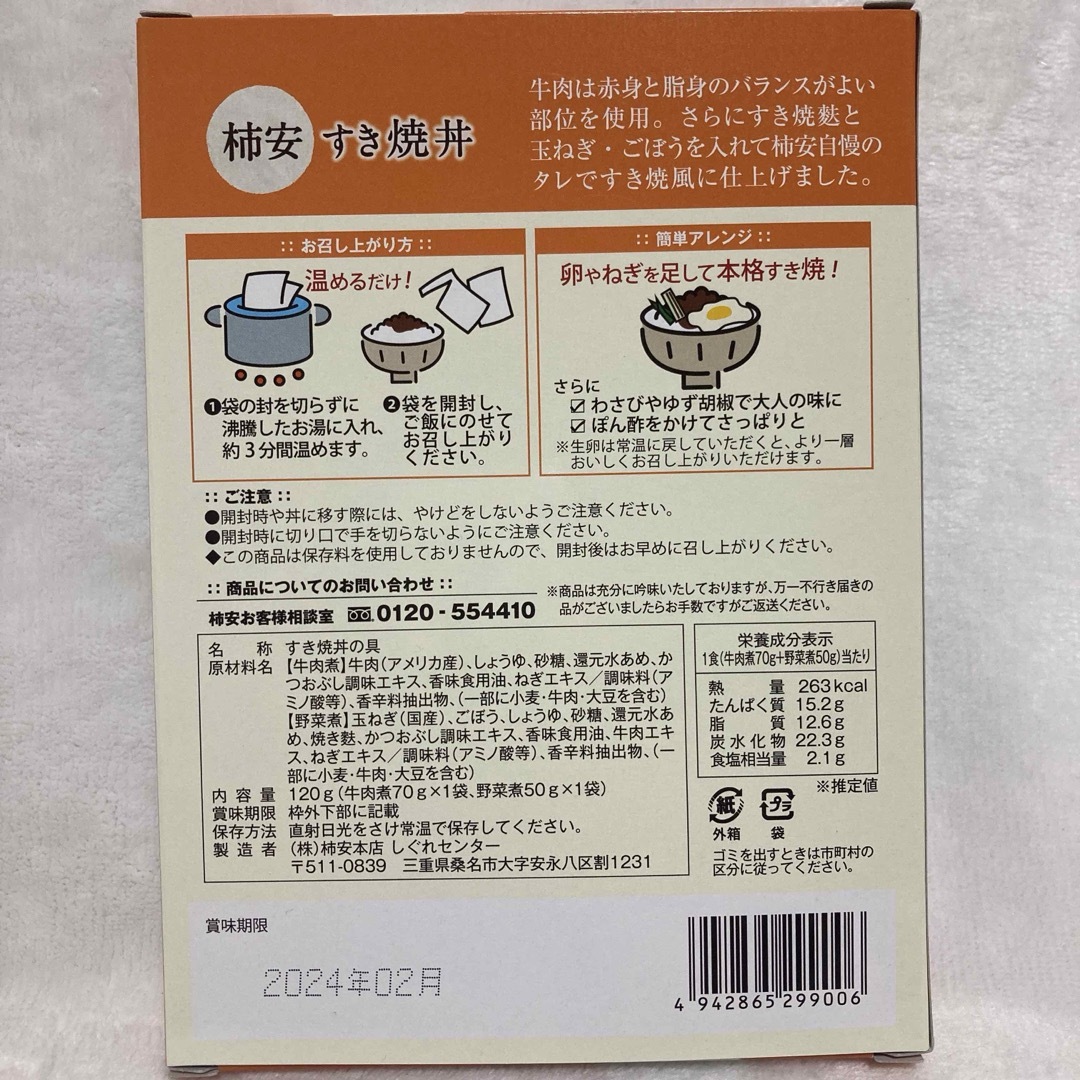 柿安 すき焼丼
牛肉は赤身と脂身のバランスがよい
部位を使用。さらにすき焼麩と
玉ねぎ・ごぼうを入れて柿安自慢の
タレですき焼風に仕上げました。
:: お召し上がり方 ::
温めるだけ!
❶袋の封を切らずに
沸騰したお湯に入れ、
約3分間温めます。
❷袋を開封し、
ご飯にのせて
お召し上がり
ください。
:: 簡単アレンジ ::
卵やねぎを足して本格すき焼!
さらに
☑ わさびやゆず胡椒で大人の味に
☑ ぽん酢をかけてさっぱりと
※生卵は常温に戻していただくと、より一層
おいしくお召し上がりいただけます。
:: ご注意 ::
●開封時や丼に移す際には、やけどをしないようご注意ください。
●開封時に切り口で手を切らないようにご注意ください。
◆この商品は保存料を使用しておりませんので、開封後はお早めに召し上がりください。
:: 商品についてのお問い合わせ ::
柿安お客様相談室 0120-554410
※商品は充分に吟味いたしておりますが、万一不行き届きの
品がございましたらお手数ですがご返送ください。
名称 すき焼丼の具
原材料名 【牛肉煮】牛肉(アメリカ産)、しょうゆ、砂糖、還元水あめ、か
つおぶし調味エキス、香味食用油、ねぎエキス/調味料(ア
ミノ酸等)、香辛料抽出物、(一部に小麦・牛肉・大豆を含む)
【野菜煮】玉ねぎ(国産)、ごぼう、しょうゆ、砂糖、還元水あ
め、焼き麩、かつおぶし調味エキス、香味食用油、牛肉エキ
ス、ねぎエキス/調味料(アミノ酸等)、香辛料抽出物、(一
部に小麦・牛肉・大豆を含む)
内容量 120g(牛肉煮70g×1袋、野菜煮50g×1袋)
賞味期限 枠外下部に記載
保存方法 直射日光をさけ常温で保存してください。
製造者 (株)柿安本店 しぐれセンター
〒511-0839 三重県桑名市大字安永八区割1231
栄養成分表示
1食(牛肉煮70g+野菜煮50g)当たり
熱量 263kcal
たんぱく質 15.2g
脂質 12.6g
炭水化物 22.3g
食塩相当量 2.1g
※推定値
紙 プラ
外箱 袋
ゴミを出すときは市町村の
区分に従ってください。
賞味期限
2024年02月
4 942865 299006